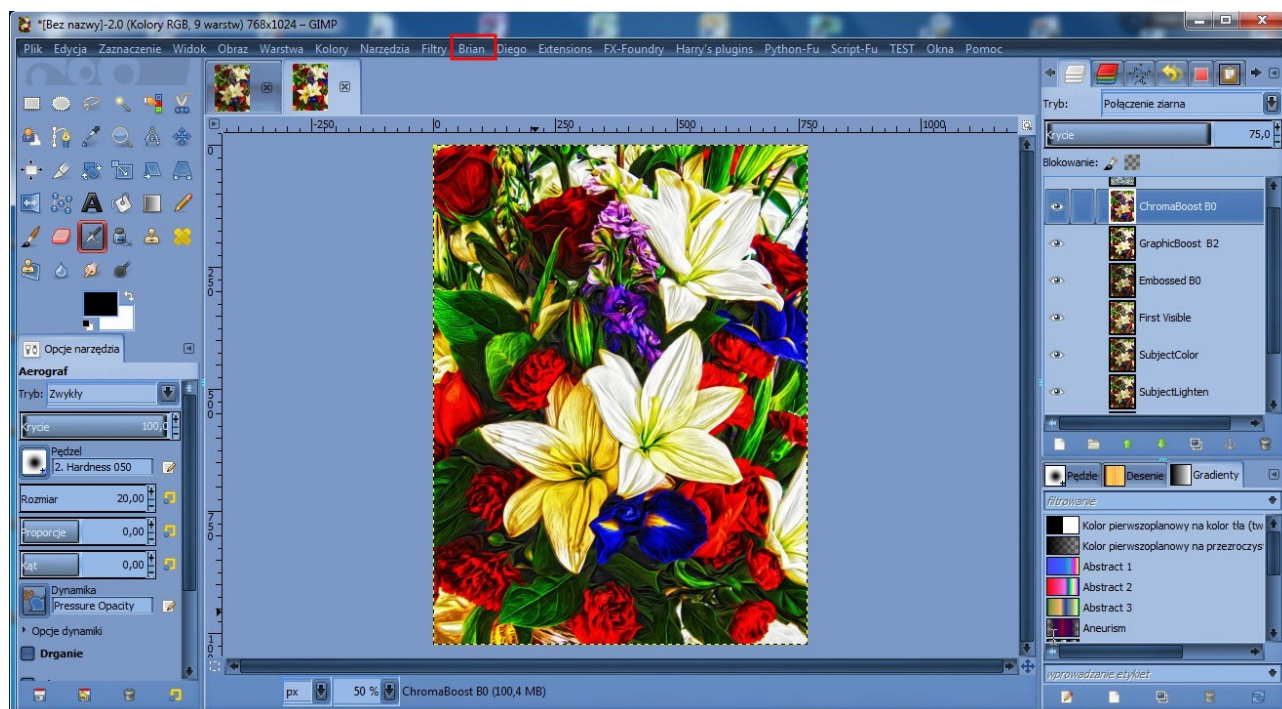 *[Bez nazwy]-2.0 (Kolory RGB, 9 warstw) 768x1024 – GIMP
Plik Edycja Zaznaczenie Widok Obraz Warstwa Kolory Narzędzia Filtry Brian Diego Extensions FX-Foundry Harry's plugins Python-Fu Script-Fu TEST Okna Pomoc
Tryb: Połączenie ziarna
Krycie 75,0
Blokowanie:
ChromaBoost B0
GraphicBoost B2
Embossed B0
First Visible
SubjectColor
SubjectLighten
-250 0 250 500 750 1000
0
250
500
750
Opcje narzędzia
Aerograf
Tryb: Zwykły
Krycie 100,0
Pędzel
2. Hardness 050
Rozmiar 20,00
Proporcje 0,00
Kąt 0,00
Dynamika
Pressure Opacity
Opcje dynamiki
Drganie
Pędzle Desenie Gradienty
filtrowanie
Kolor pierwszoplanowy na kolor tła (tw
Kolor pierwszoplanowy na przezroczys
Abstract 1
Abstract 2
Abstract 3
Aneurism
wprowadzanie etykiet
px 50 % ChromaBoost B0 (100,4 MB)